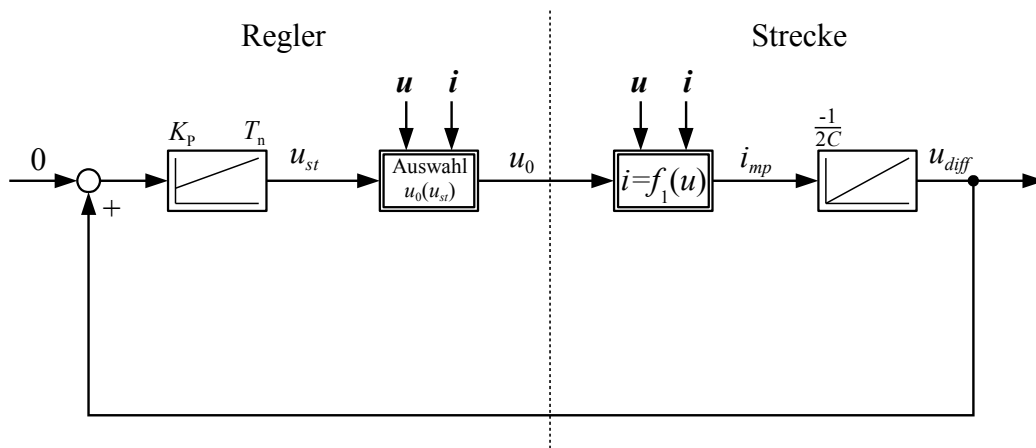 Regler
Strecke
u i
u i
K_P T_n
-1
2C
0
u_st
Auswahl
u_0(u_st)
u_0
i=f_1(u)
i_mp
u_diff
+